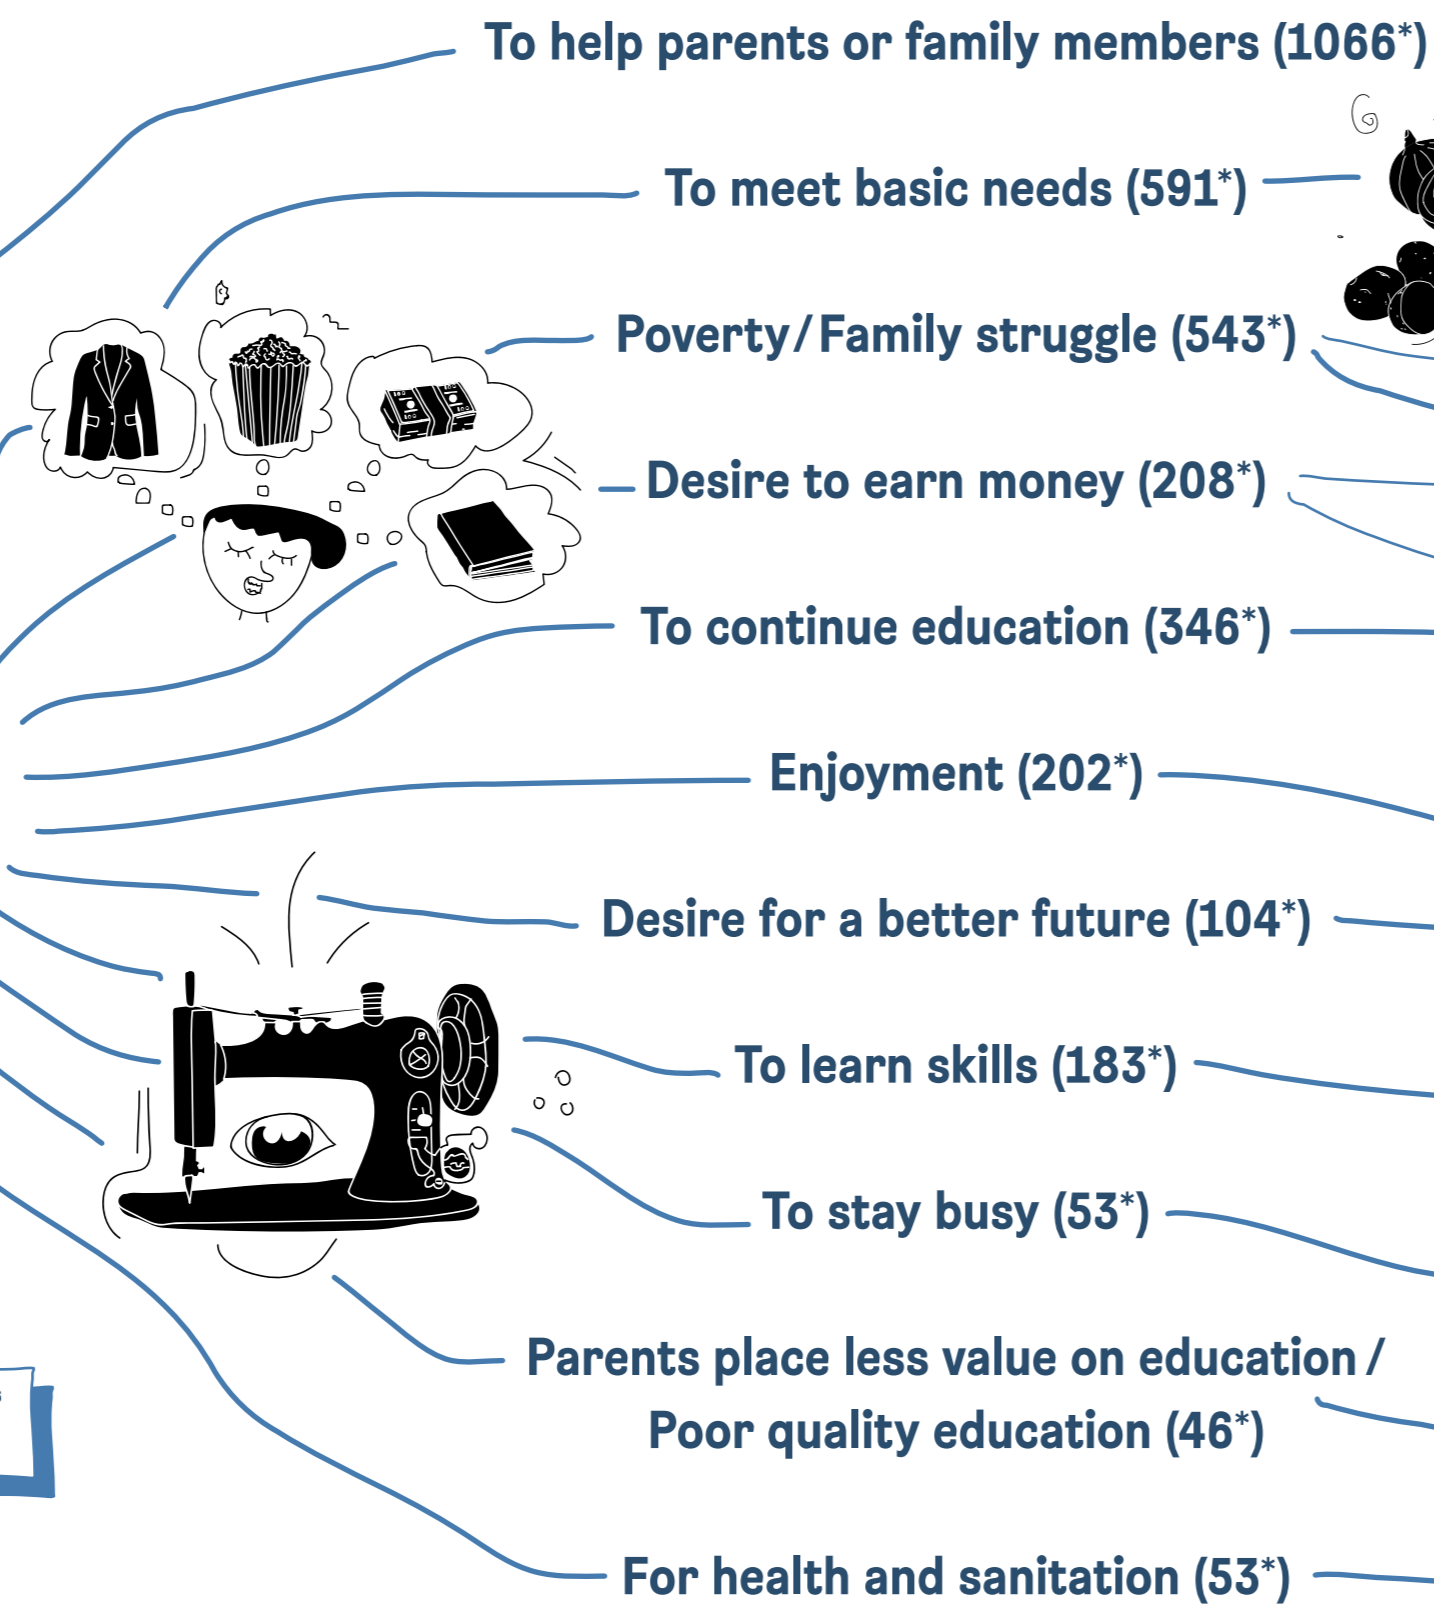 To help parents or family members (1066*)
To meet basic needs (591*)
Poverty/Family struggle (543*)
Desire to earn money (208*)
To continue education (346*)
Enjoyment (202*)
Desire for a better future (104*)
To learn skills (183*)
To stay busy (53*)
Parents place less value on education/
Poor quality education (46*)
For health and sanitation (53*)